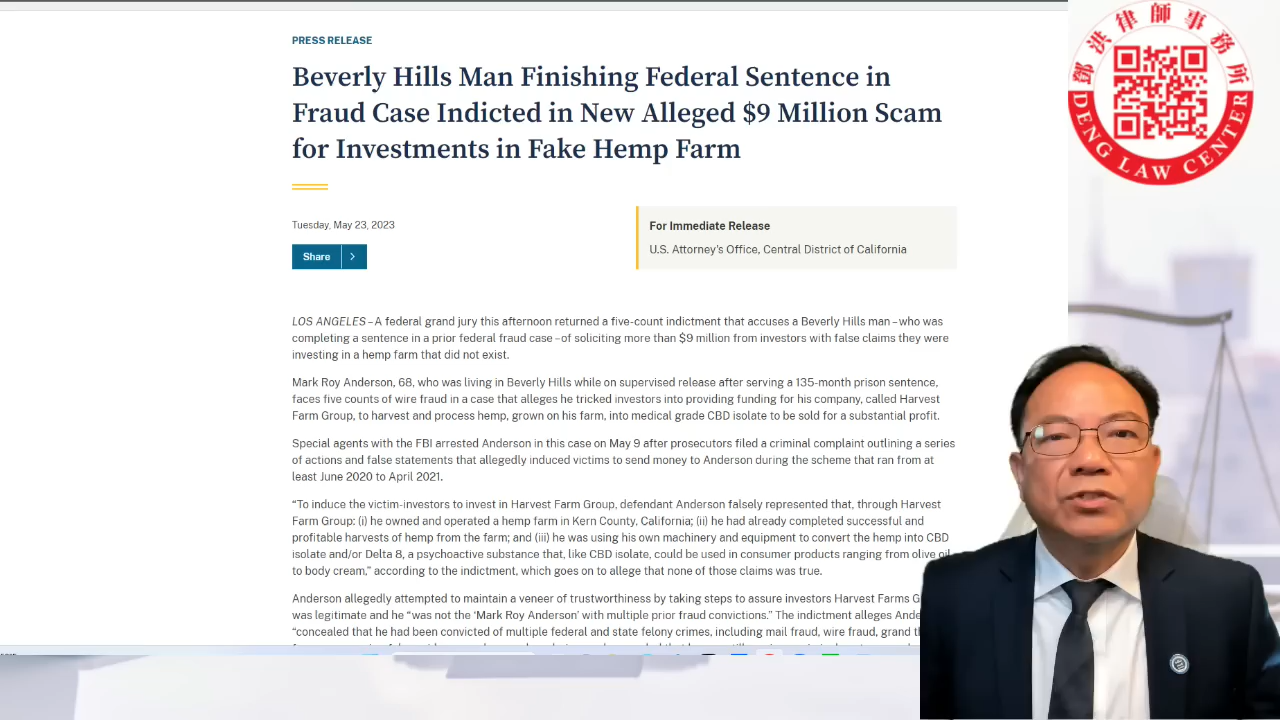 PRESS RELEASE
Beverly Hills Man Finishing Federal Sentence in
Fraud Case Indicted in New Alleged $9 Million Scam
for Investments in Fake Hemp Farm
Tuesday, May 23, 2023
Share
For Immediate Release
U.S. Attorney's Office, Central District of California
LOS ANGELES – A federal grand jury this afternoon returned a five-count indictment that accuses a Beverly Hills man – who was
completing a sentence in a prior federal fraud case – of soliciting more than $9 million from investors with false claims they were
investing in a hemp farm that did not exist.
Mark Roy Anderson, 68, who was living in Beverly Hills while on supervised release after serving a 135-month prison sentence,
faces five counts of wire fraud in a case that alleges he tricked investors into providing funding for his company, called Harvest
Farm Group, to harvest and process hemp, grown on his farm, into medical grade CBD isolate to be sold for a substantial profit.
Special agents with the FBI arrested Anderson in this case on May 9 after prosecutors filed a criminal complaint outlining a series
of actions and false statements that allegedly induced victims to send money to Anderson during the scheme that ran from at
least June 2020 to April 2021.
“To induce the victim-investors to invest in Harvest Farm Group, defendant Anderson falsely represented that, through Harvest
Farm Group: (i) he owned and operated a hemp farm in Kern County, California; (ii) he had already completed successful and
profitable harvests of hemp from the farm; and (iii) he was using his own machinery and equipment to convert the hemp into CBD
isolate and/or Delta 8, a psychoactive substance that, like CBD isolate, could be used in consumer products ranging from olive oil
to body cream,” according to the indictment, which goes on to allege that none of those claims was true.
Anderson allegedly attempted to maintain a veneer of trustworthiness by taking steps to assure investors Harvest Farms
was legitimate and he “was not the ‘Mark Roy Anderson’ with multiple prior fraud convictions.” The indictment alleges
“concealed that he had been convicted of multiple federal and state felony crimes, including mail fraud, wire fraud, grand
鄧洪律師事務所
DENG LAW CENTER